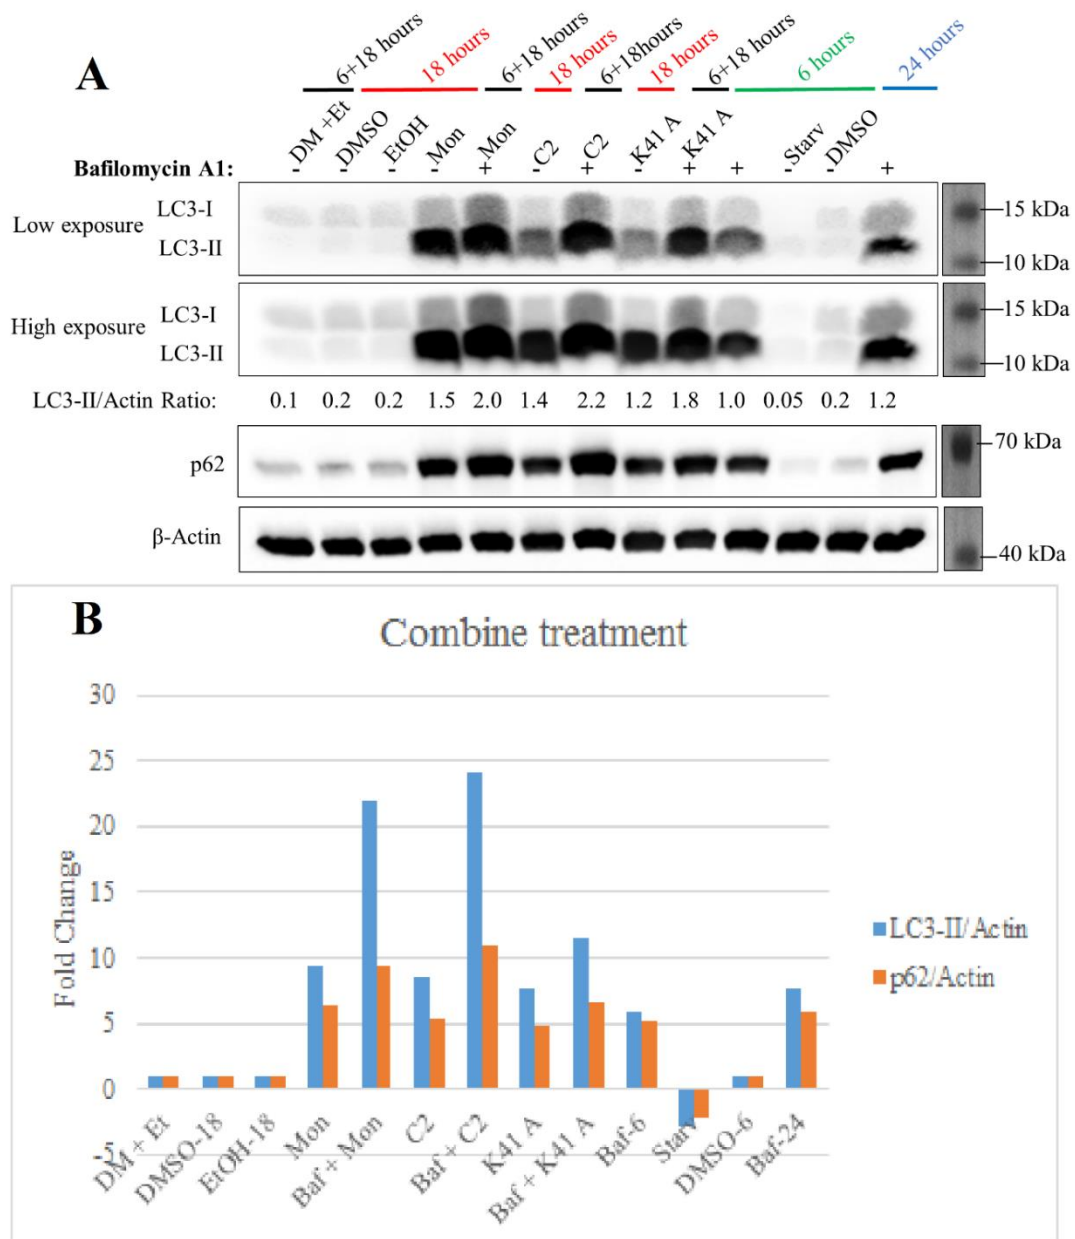 A
6+18 hours
18 hours
6+18 hours
18 hours
6+18hours
18 hours
6+18 hours
6 hours
24 hours
DM +Et
DMSO
EtOH
Mon
Mon
C2
C2
K41 A
K41 A
Starv
DMSO
Bafilomycin A1: - - - - + - + - + + - - +
Low exposure
LC3-I
LC3-II
15 kDa
10 kDa
High exposure
LC3-I
LC3-II
15 kDa
10 kDa
LC3-II/Actin Ratio: 0.1 0.2 0.2 1.5 2.0 1.4 2.2 1.2 1.8 1.0 0.05 0.2 1.2
p62
70 kDa
β-Actin
40 kDa
B
Combine treatment
Fold Change
30
25
20
15
10
5
0
-5
DM + Et
DMSO-18
EtOH-18
Mon
Baf + Mon
C2
Baf + C2
K41 A
Baf + K41 A
Baf-6
Starv
DMSO-6
Baf-24
LC3-II/Actin
p62/Actin